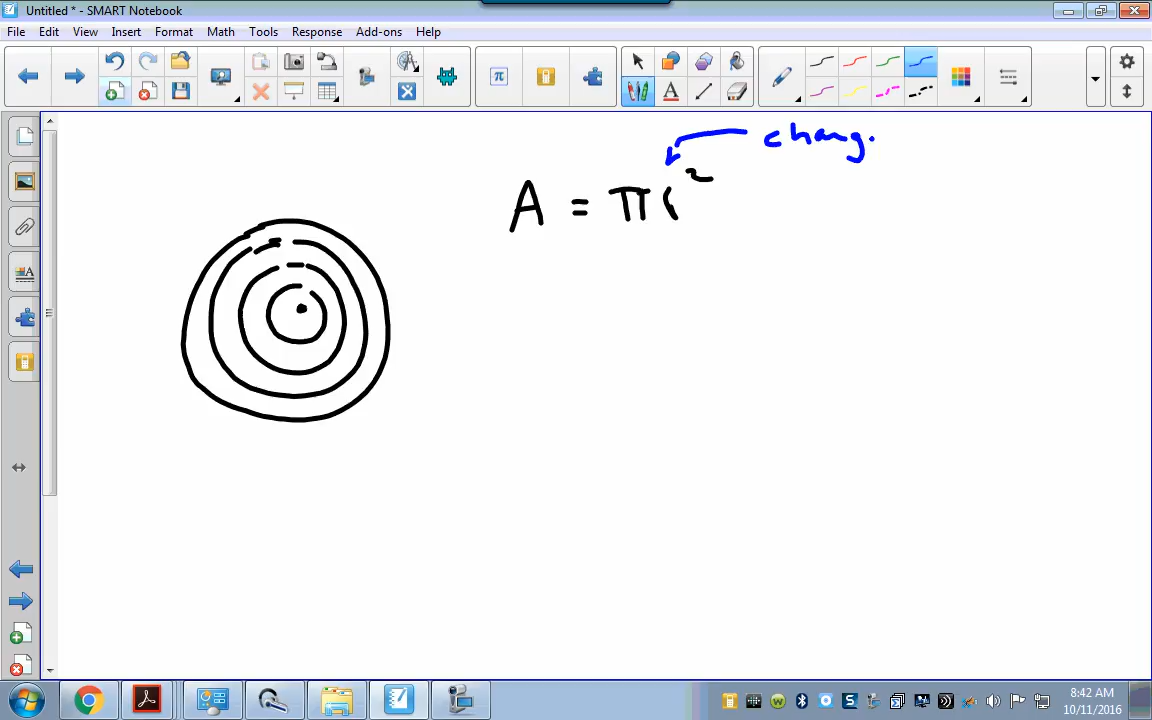 Untitled * - SMART Notebook
File Edit View Insert Format Math Tools Response Add-ons Help
π A
chang.
A = πr²
8:42 AM
10/11/2016